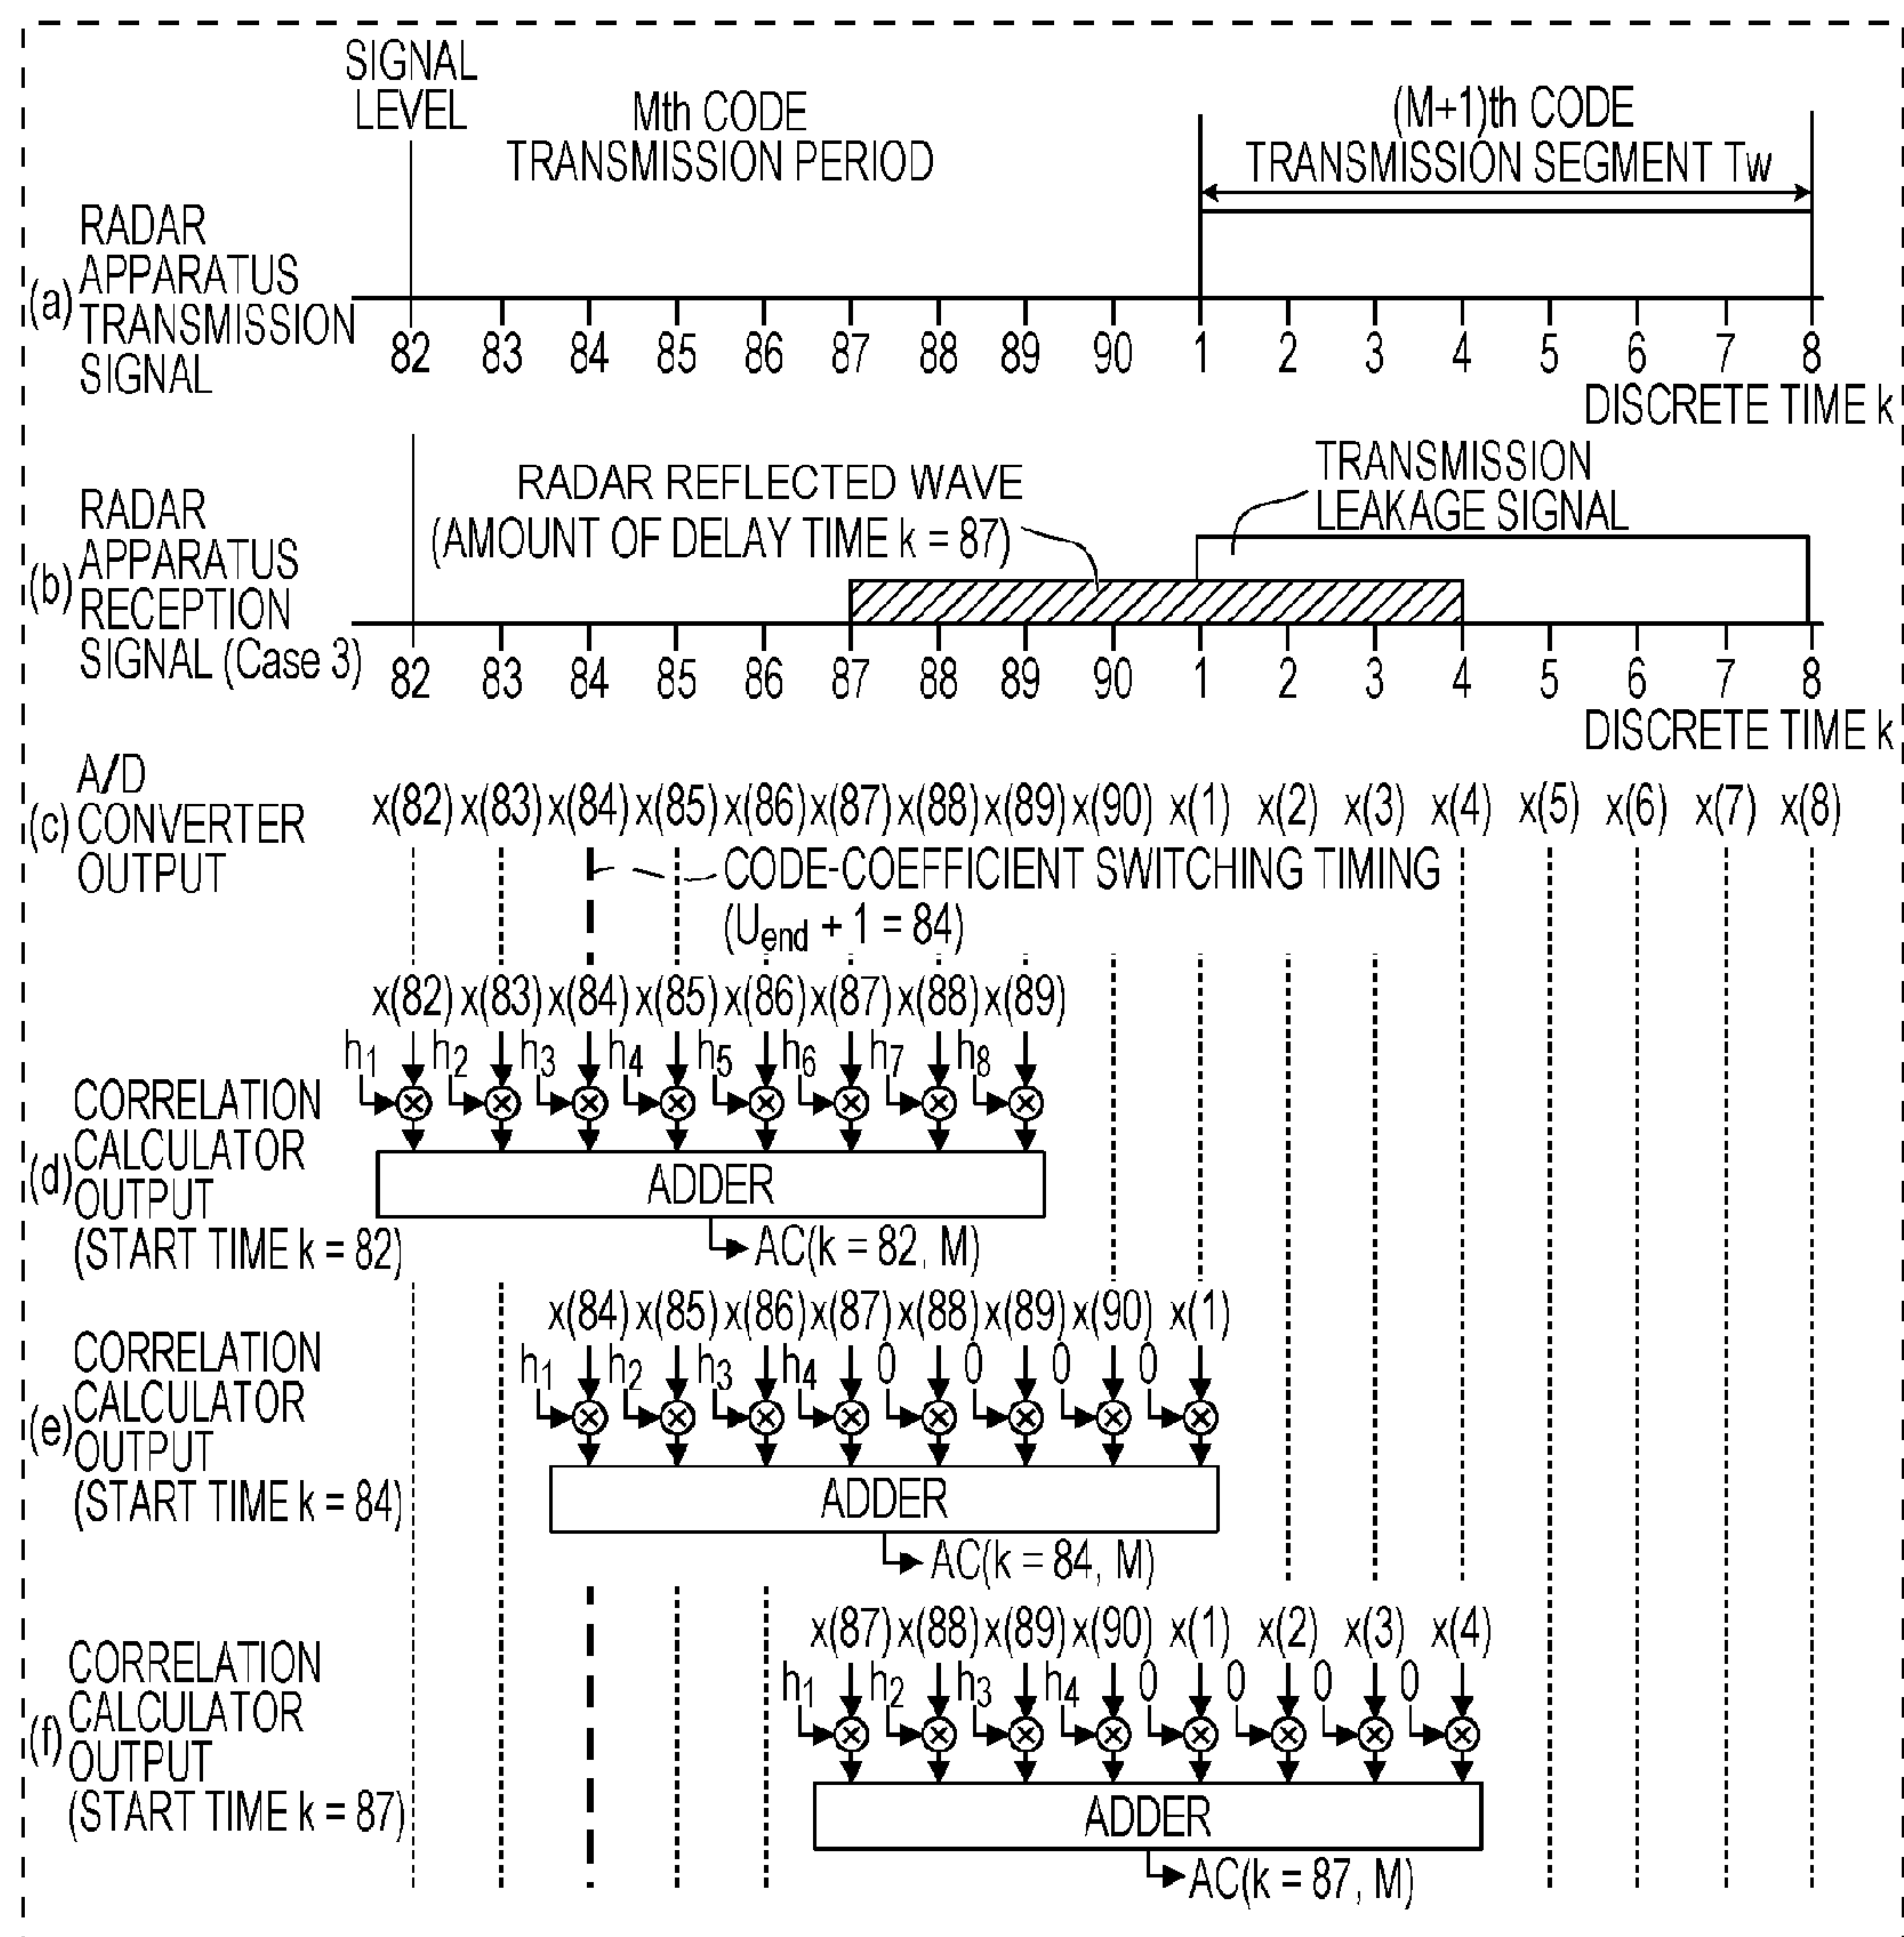 SIGNAL
LEVEL
Mth CODE
TRANSMISSION PERIOD
(M+1)th CODE
TRANSMISSION SEGMENT Tw
(a)
RADAR
APPARATUS
TRANSMISSION
SIGNAL
82 83 84 85 86 87 88 89 90 1 2 3 4 5 6 7 8
DISCRETE TIME k
(b)
RADAR
APPARATUS
RECEPTION
SIGNAL (Case 3)
RADAR REFLECTED WAVE
(AMOUNT OF DELAY TIME k = 87)
TRANSMISSION
LEAKAGE SIGNAL
82 83 84 85 86 87 88 89 90 1 2 3 4 5 6 7 8
DISCRETE TIME k
(c)
A/D
CONVERTER
OUTPUT
x(82) x(83) x(84) x(85) x(86) x(87) x(88) x(89) x(90) x(1) x(2) x(3) x(4) x(5) x(6) x(7) x(8)
CODE-COEFFICIENT SWITCHING TIMING
(Uend + 1 = 84)
(d)
CORRELATION
CALCULATOR
OUTPUT
(START TIME k = 82)
x(82) x(83) x(84) x(85) x(86) x(87) x(88) x(89)
h1 h2 h3 h4 h5 h6 h7 h8
ADDER
AC(k = 82, M)
(e)
CORRELATION
CALCULATOR
OUTPUT
(START TIME k = 84)
x(84) x(85) x(86) x(87) x(88) x(89) x(90) x(1)
h1 h2 h3 h4 0 0 0 0
ADDER
AC(k = 84, M)
(f)
CORRELATION
CALCULATOR
OUTPUT
(START TIME k = 87)
x(87) x(88) x(89) x(90) x(1) x(2) x(3) x(4)
h1 h2 h3 h4 0 0 0 0
ADDER
AC(k = 87, M)